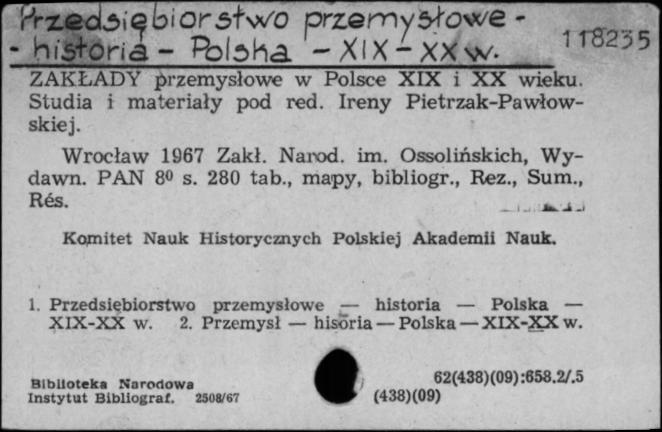 Przedsiębiorstwo przemysłowe -
- historia - Polska - XIX - XX w. 118235
ZAKŁADY przemysłowe w Polsce XIX i XX wieku.
Studia i materiały pod red. Ireny Pietrzak-Pawłow-
skiej.
Wrocław 1967 Zakł. Narod. im. Ossolińskich, Wy-
dawn. PAN 8⁰ s. 280 tab., mapy, bibliogr., Rez., Sum.,
Rés.
Komitet Nauk Historycznych Polskiej Akademii Nauk.
1. Przedsiębiorstwo przemysłowe — historia — Polska —
XIX-XX w. 2. Przemysł — hisoria — Polska — XIX-XX w.
Biblioteka Narodowa 62(438)(09):658.2/.5
Instytut Bibliograf. 2508/67 (438)(09)